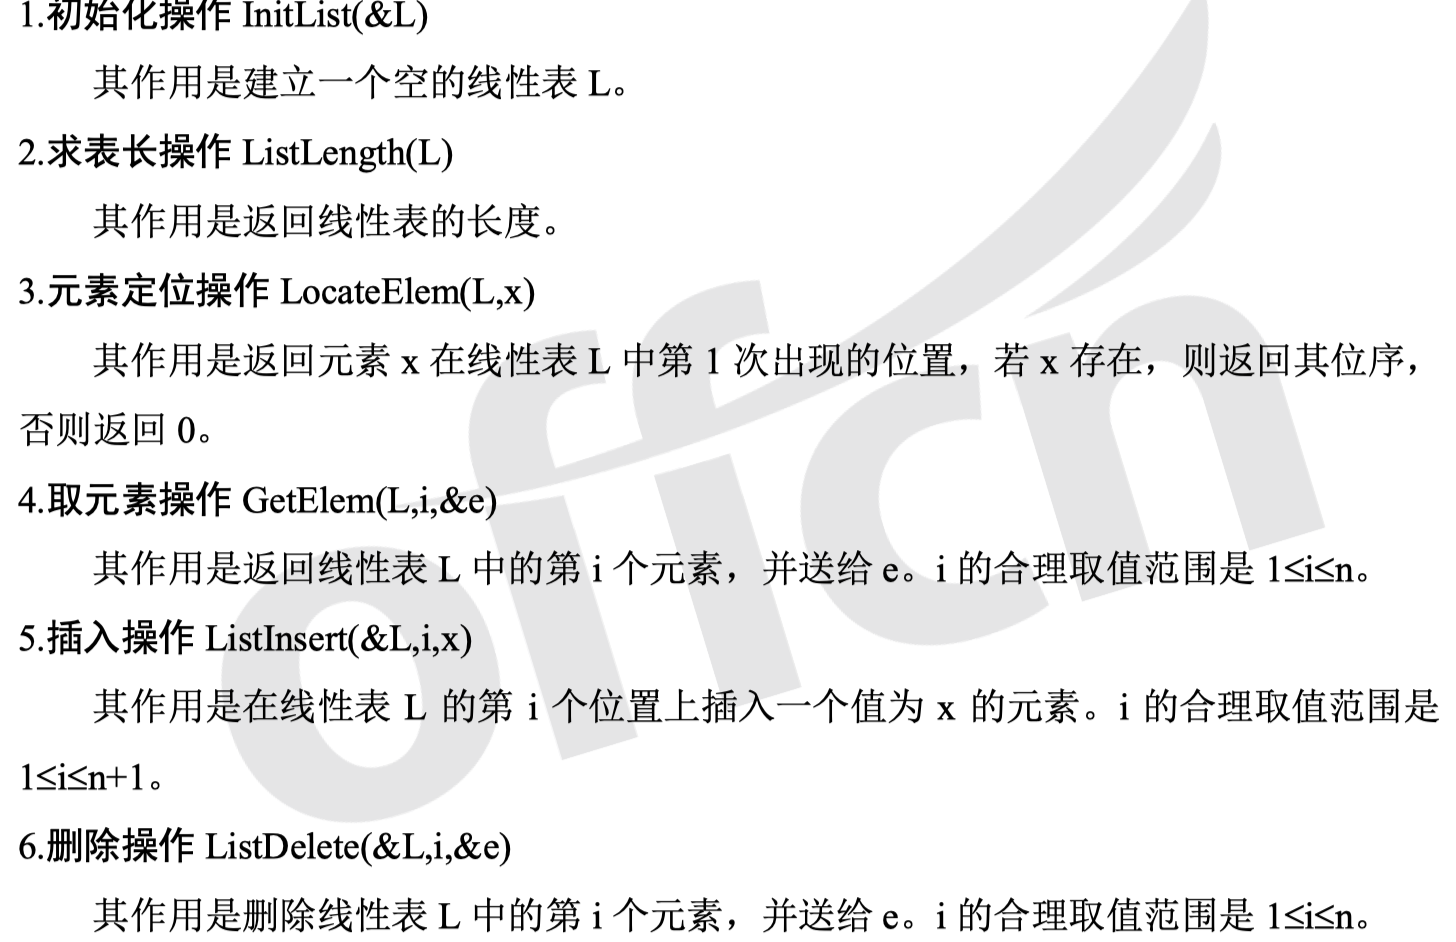 1.初始化操作 InitList(&L)
其作用是建立一个空的线性表 L。
2.求表长操作 ListLength(L)
其作用是返回线性表的长度。
3.元素定位操作 LocateElem(L,x)
其作用是返回元素 x 在线性表 L 中第 1 次出现的位置，若 x 存在，则返回其位序，
否则返回 0。
4.取元素操作 GetElem(L,i,&e)
其作用是返回线性表 L 中的第 i 个元素，并送给 e。i 的合理取值范围是 1≤i≤n。
5.插入操作 ListInsert(&L,i,x)
其作用是在线性表 L 的第 i 个位置上插入一个值为 x 的元素。i 的合理取值范围是
1≤i≤n+1。
6.删除操作 ListDelete(&L,i,&e)
其作用是删除线性表 L 中的第 i 个元素，并送给 e。i 的合理取值范围是 1≤i≤n。
offcn